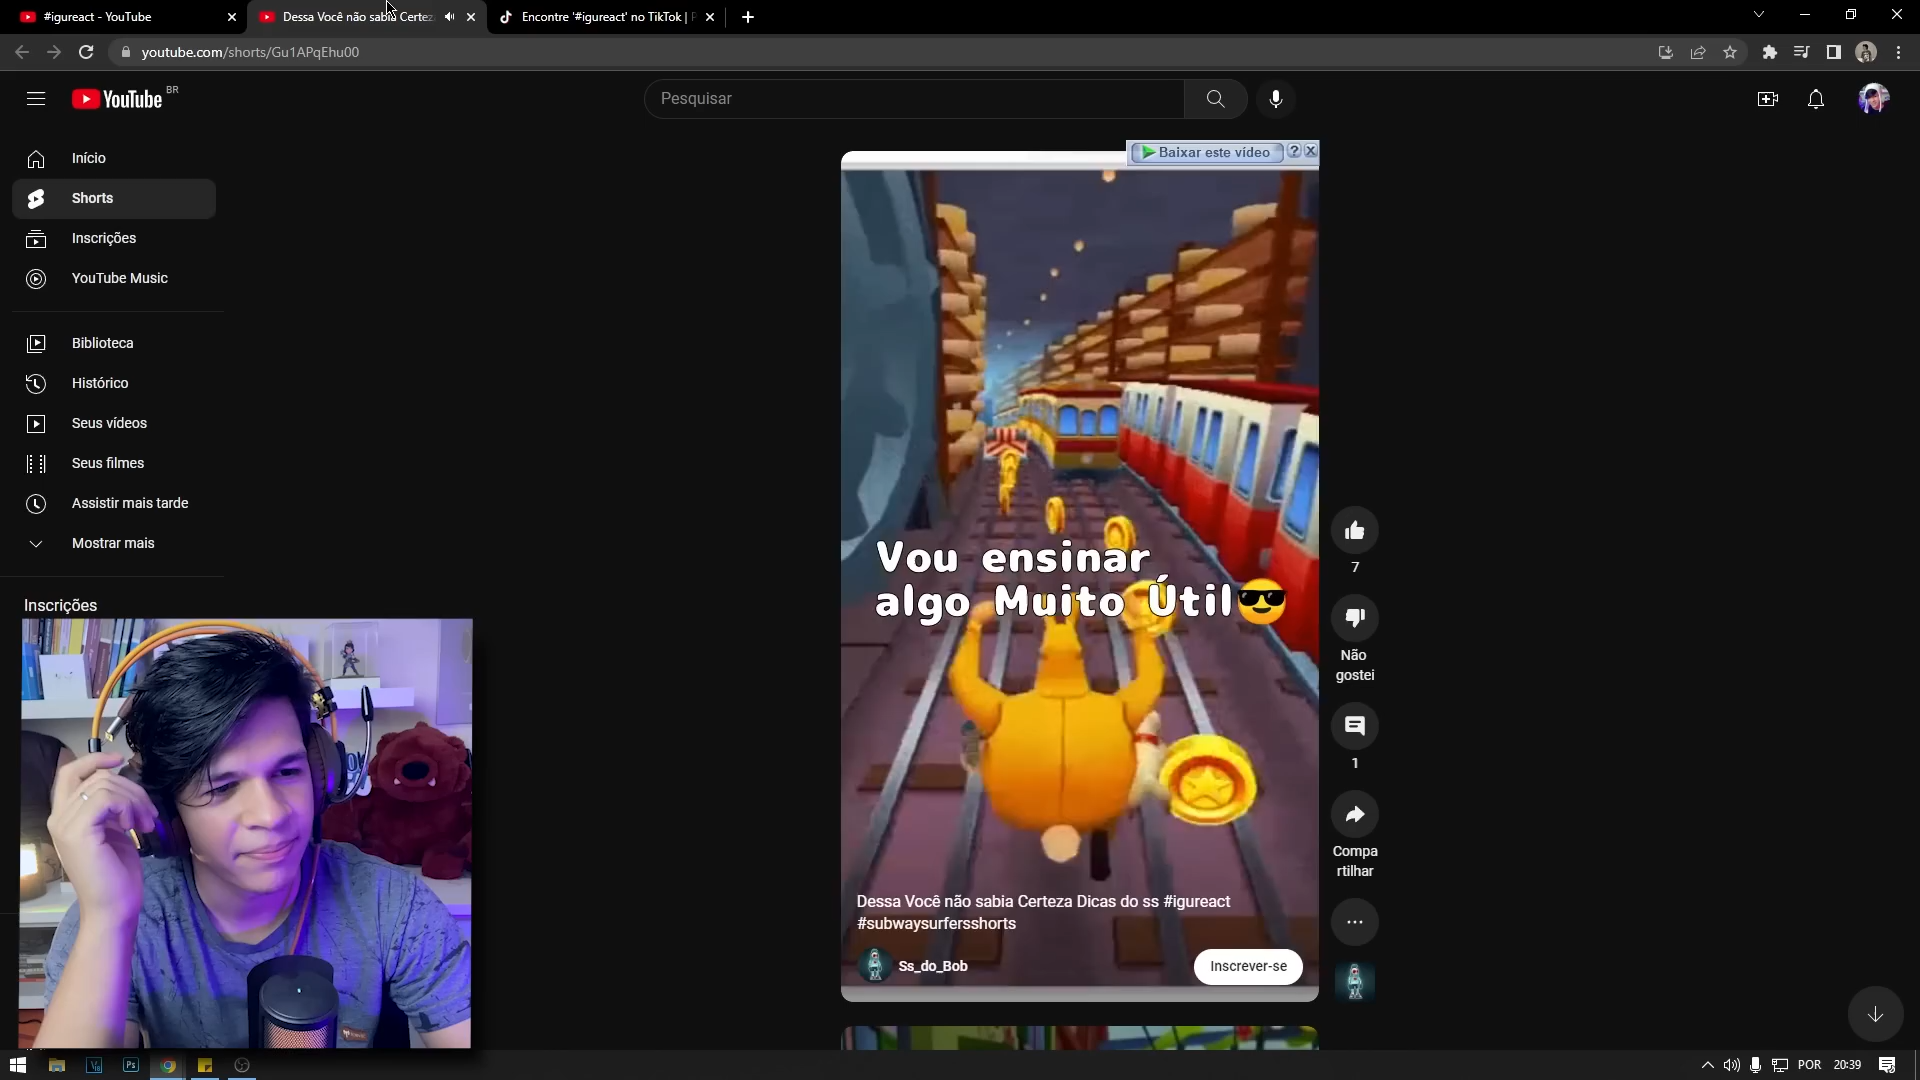 #igureact - YouTube
Dessa Você não sabia Certeza
Encontre '#igureact' no TikTok | P
youtube.com/shorts/Gu1APqEhu00
YouTube BR
Pesquisar
Início
Shorts
Inscrições
YouTube Music
Biblioteca
Histórico
Seus vídeos
Seus filmes
Assistir mais tarde
Mostrar mais
Inscrições
Baixar este vídeo ? X
Vou ensinar
algo Muito Útil😎
Dessa Você não sabia Certeza Dicas do ss #igureact
#subwaysurfersshorts
Ss_do_Bob
Inscrever-se
7
Não
gostei
1
Compa
rtilhar
Ps
POR
20:39